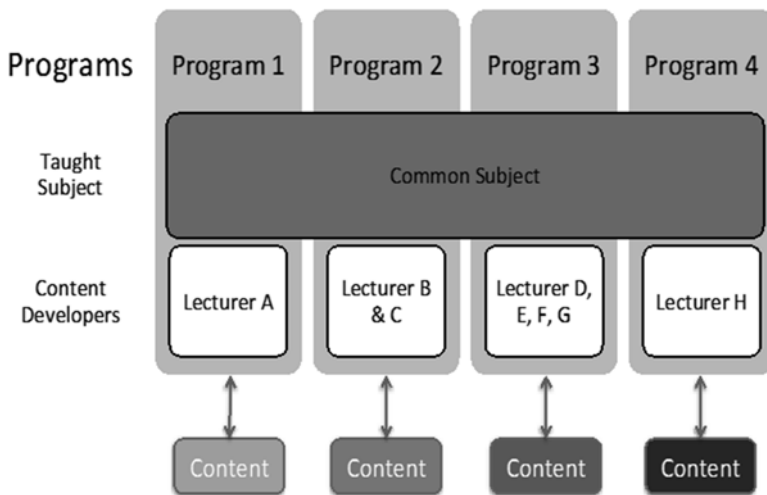 Programs
Program 1
Program 2
Program 3
Program 4
Taught
Subject
Common Subject
Content
Developers
Lecturer A
Lecturer B
& C
Lecturer D,
E, F, G
Lecturer H
Content
Content
Content
Content